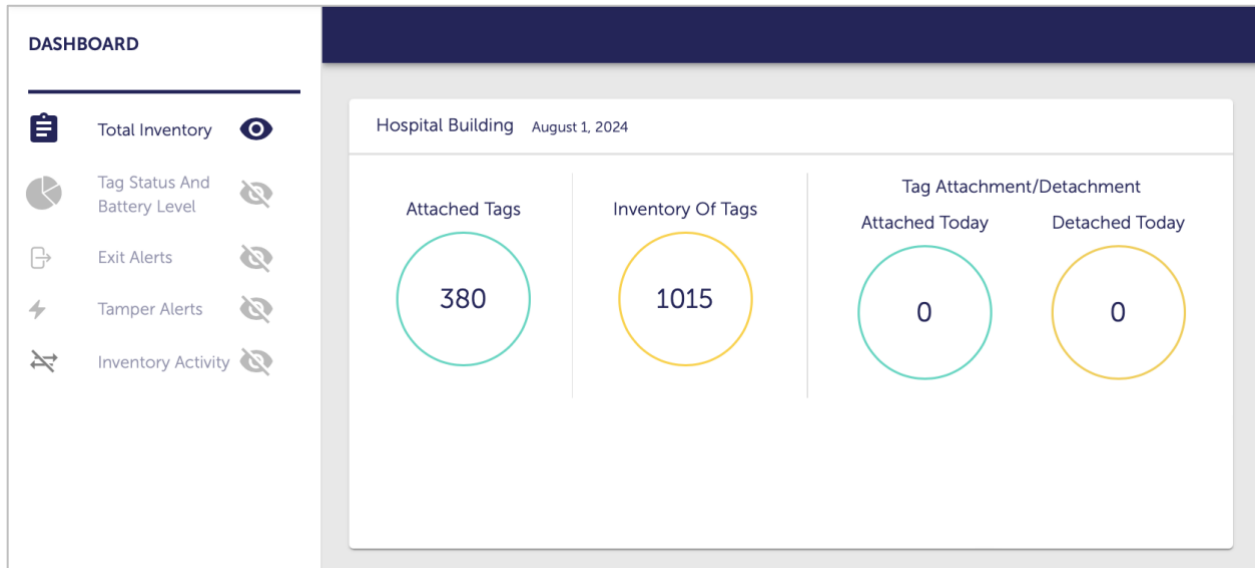 DASHBOARD
Total Inventory
Tag Status And
Battery Level
Exit Alerts
Tamper Alerts
Inventory Activity
Hospital Building August 1, 2024
Attached Tags
380
Inventory Of Tags
1015
Tag Attachment/Detachment
Attached Today
0
Detached Today
0